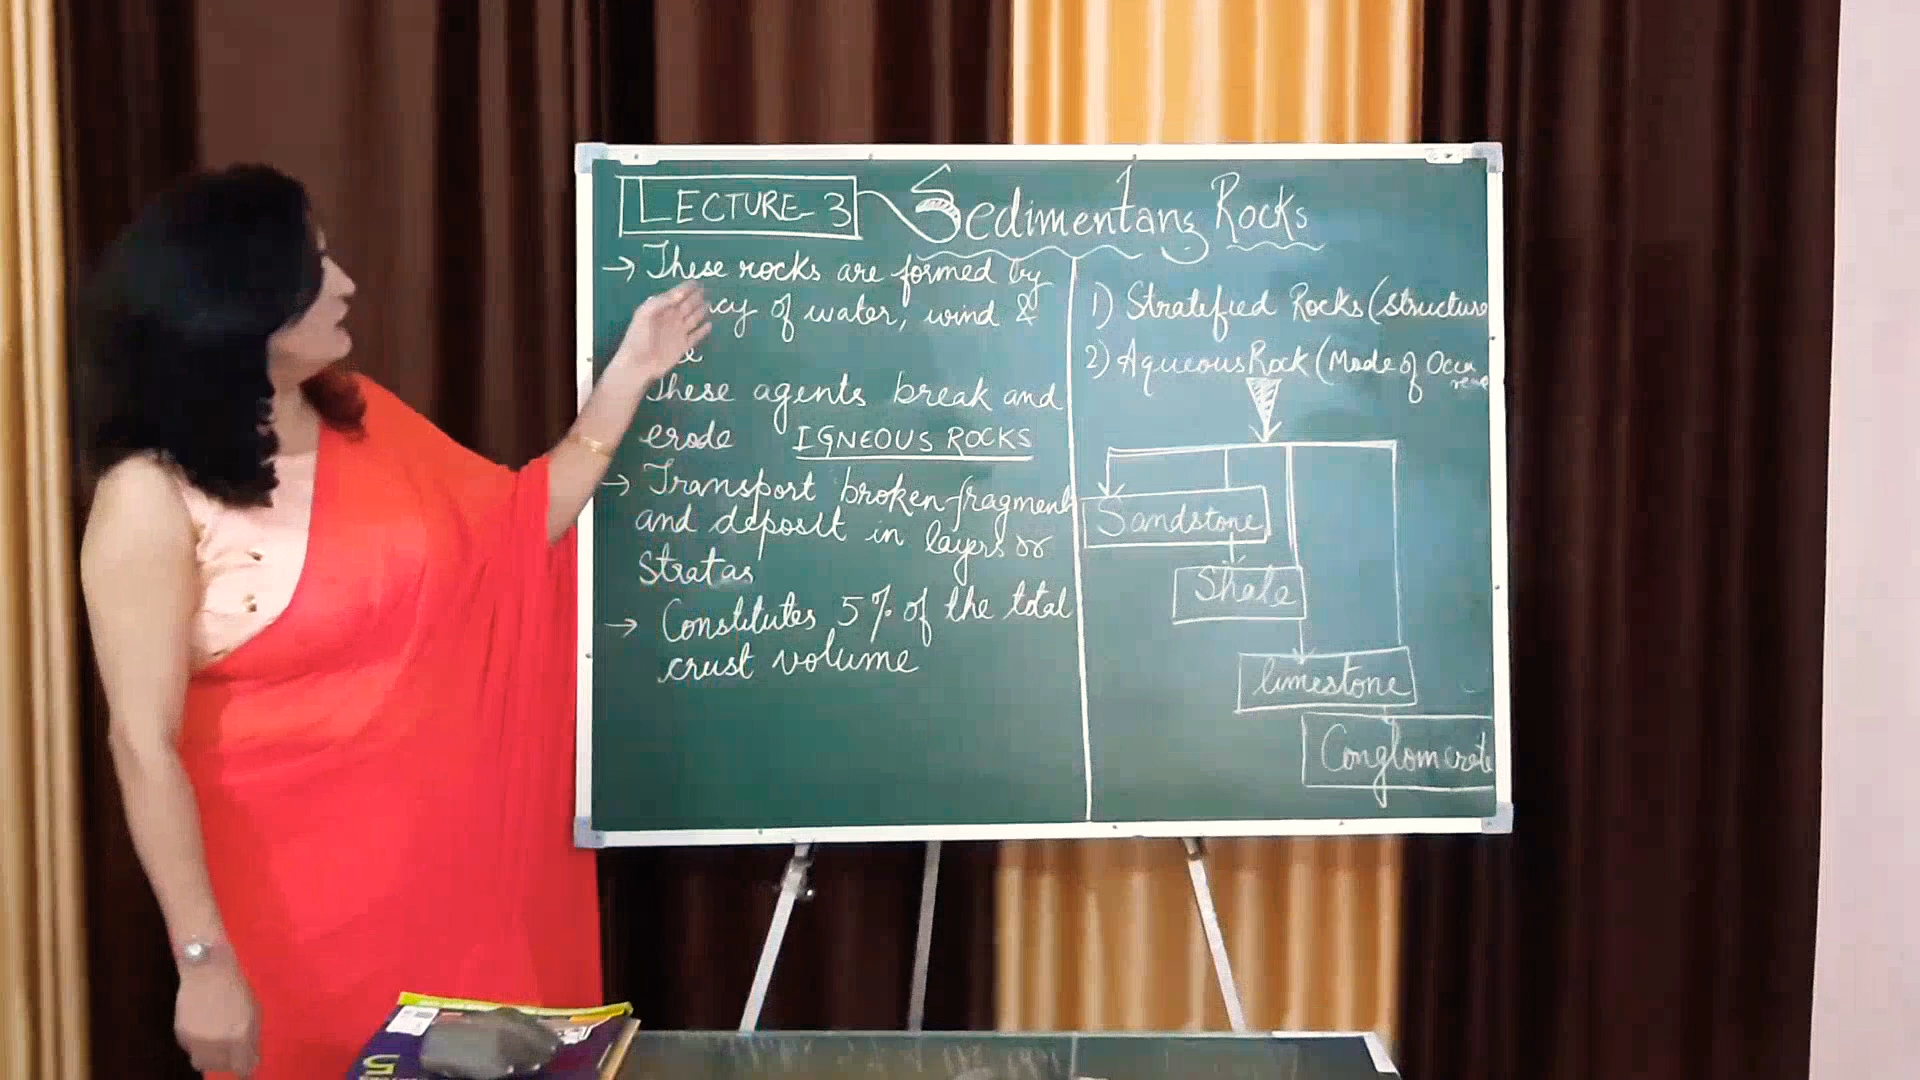 LECTURE 3
Sedimentary Rocks
→ These rocks are formed by
of water, wind &
These agents break and
erode IGNEOUS ROCKS
→ Transport broken fragments
and deposit in layers or
Stratas
→ Constitutes 5% of the total
crust volume
1) Stratified Rocks (structure
2) Aqueous Rock (Mode of Occu
rence
Sandstone
Shale
limestone
Conglomerate
5